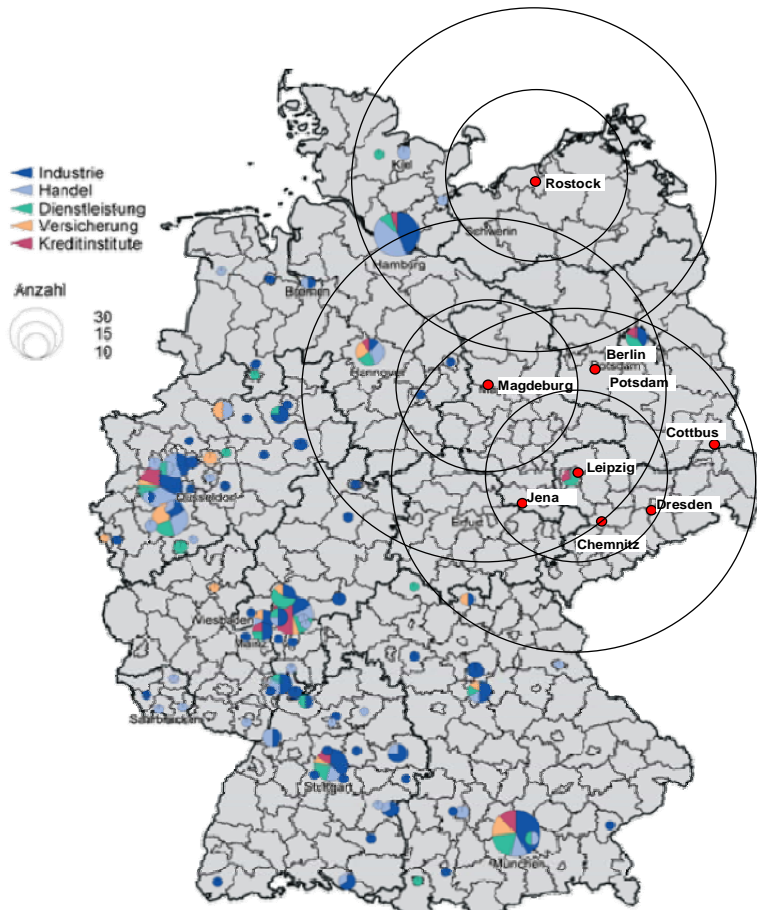 Industrie
Handel
Dienstleistung
Versicherung
Kreditinstitute
Anzahl
30
15
10
Kiel
Rostock
Schwerin
Hamburg
Bremen
Hannover
Berlin
Potsdam
Potsdam
Magdeburg
Cottbus
Leipzig
Düsseldorf
Jena
Dresden
Erfurt
Chemnitz
Wiesbaden
Mainz
Saarbrücken
Stuttgart
München